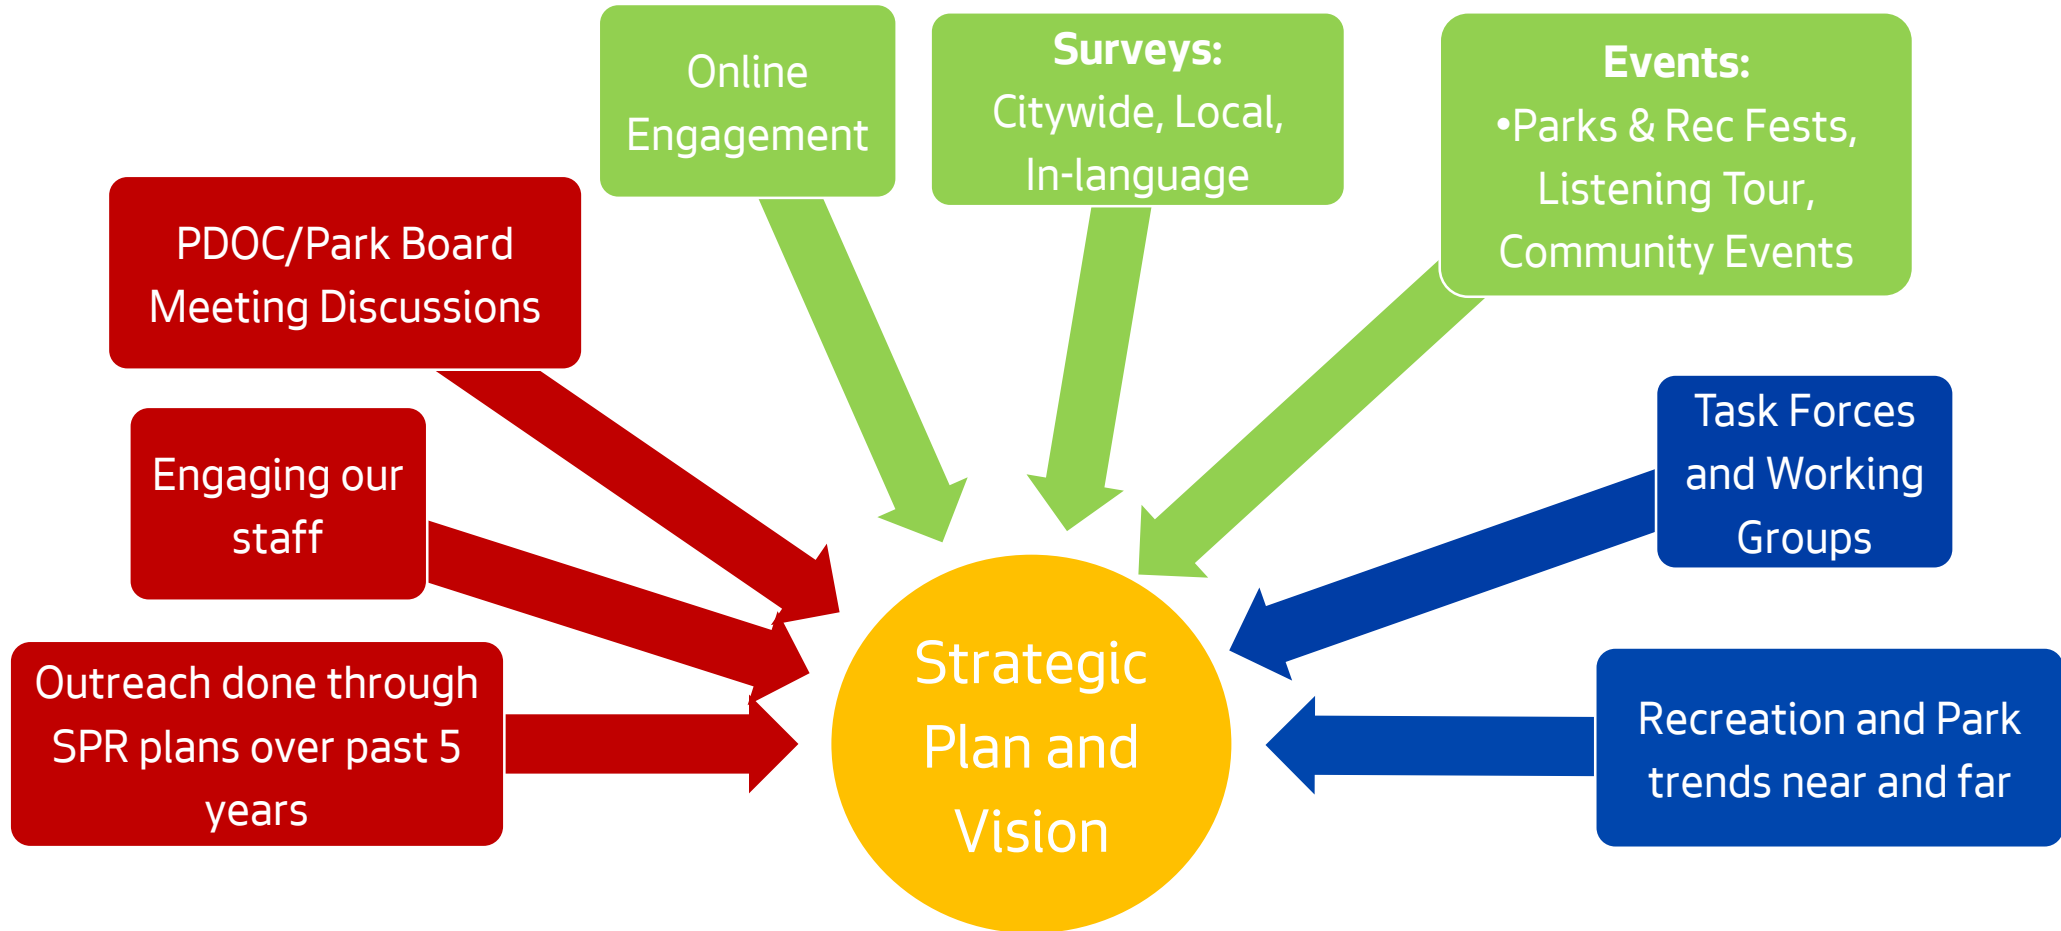 Online
Engagement
Surveys:
Citywide, Local,
In-language
Events:
•Parks & Rec Fests,
Listening Tour,
Community Events
PDOC/Park Board
Meeting Discussions
Engaging our
staff
Outreach done through
SPR plans over past 5
years
Task Forces
and Working
Groups
Recreation and Park
trends near and far
Strategic
Plan and
Vision